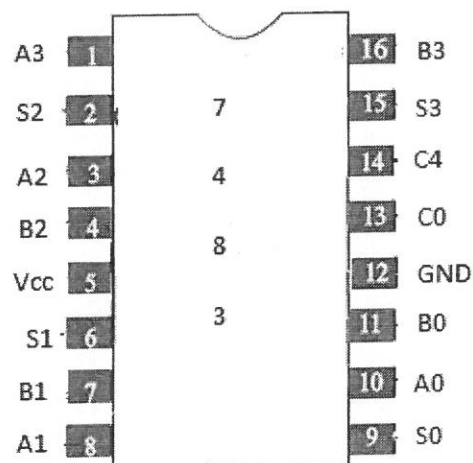 A3 1 16 B3
S2 2 7 15 S3
A2 3 4 14 C4
B2 4 8 13 C0
Vcc 5 12 GND
S1 6 3 11 B0
B1 7 10 A0
A1 8 9 S0